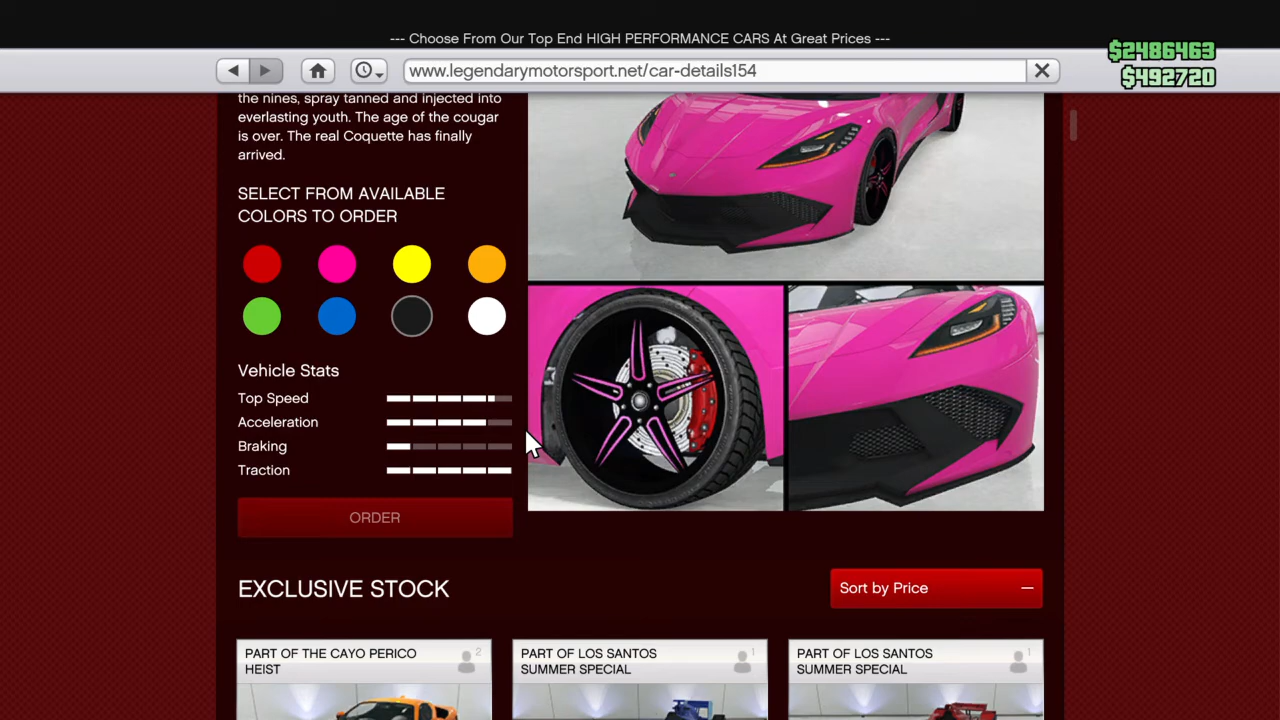 --- Choose From Our Top End HIGH PERFORMANCE CARS At Great Prices ---
www.legendarymotorsport.net/car-details154
$2486463
$492720
the nines, spray tanned and injected into
everlasting youth. The age of the cougar
is over. The real Coquette has finally
arrived.
SELECT FROM AVAILABLE
COLORS TO ORDER
Vehicle Stats
Top Speed
Acceleration
Braking
Traction
ORDER
EXCLUSIVE STOCK
Sort by Price
PART OF THE CAYO PERICO
HEIST
2
PART OF LOS SANTOS
SUMMER SPECIAL
1
PART OF LOS SANTOS
SUMMER SPECIAL
1